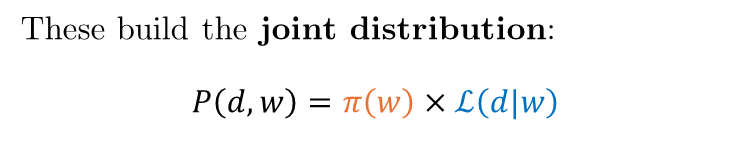 These build the joint distribution:
P(d, w) = π(w) × ℒ(d|w)